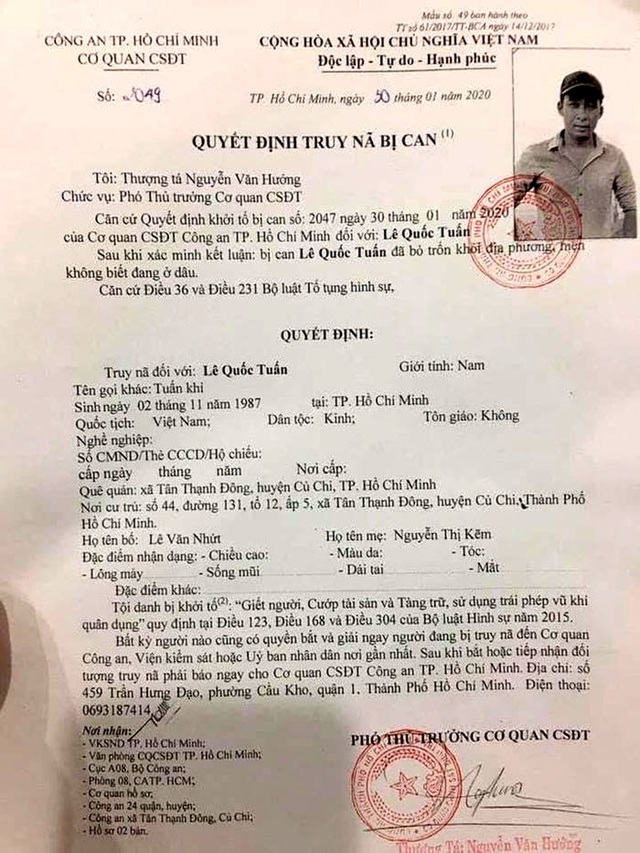 Mẫu số 49 ban hành theo
TT số 61/2017/TT-BCA ngày 14/12/2017
CÔNG AN TP. HỒ CHÍ MINH
CƠ QUAN CSĐT
CỘNG HÒA XÃ HỘI CHỦ NGHĨA VIỆT NAM
Độc lập - Tự do - Hạnh phúc
Số: 2049
TP. Hồ Chí Minh, ngày 30 tháng 01 năm 2020
QUYẾT ĐỊNH TRUY NÃ BỊ CAN (1)
Tôi: Thượng tá Nguyễn Văn Hưởng
Chức vụ: Phó Thủ trưởng Cơ quan CSĐT
Căn cứ Quyết định khởi tố bị can số: 2047 ngày 30 tháng 01 năm 2020
của Cơ quan CSĐT Công an TP. Hồ Chí Minh đối với: Lê Quốc Tuấn
Sau khi xác minh kết luận: bị can Lê Quốc Tuấn đã bỏ trốn khỏi địa phương, hiện
không biết đang ở dâu.
Căn cứ Điều 36 và Điều 231 Bộ luật Tố tụng hình sự,
QUYẾT ĐỊNH:
Truy nã đối với: Lê Quốc Tuấn Giới tính: Nam
Tên gọi khác: Tuấn khỉ
Sinh ngày 02 tháng 11 năm 1987 tại: TP. Hồ Chí Minh
Quốc tịch: Việt Nam; Dân tộc: Kinh; Tôn giáo: Không
Nghề nghiệp:
Số CMND/Thẻ CCCD/Hộ chiếu:
cấp ngày tháng năm Nơi cấp:
Quê quán: xã Tân Thạnh Đông, huyện Củ Chi, TP. Hồ Chí Minh
Nơi cư trú: số 44, đường 131, tổ 12, ấp 5, xã Tân Thạnh Đông, huyện Củ Chi, Thành Phố
Hồ Chí Minh.
Họ tên bố: Lê Văn Nhứt Họ tên mẹ: Nguyễn Thị Kẽm
Đặc điểm nhận dạng: - Chiều cao: - Màu da: - Tóc:
- Lông mày - Sống mũi - Dái tai - Mắt
Đặc điểm khác:
Tội danh bị khởi tố(2): “Giết người, Cướp tài sản và Tàng trữ, sử dụng trái phép vũ khí
quân dụng” quy định tại Điều 123, Điều 168 và Điều 304 của Bộ luật Hình sự năm 2015.
Bất kỳ người nào cũng có quyền bắt và giải ngay người đang bị truy nã đến Cơ quan
Công an, Viện kiểm sát hoặc Uỷ ban nhân dân nơi gần nhất. Sau khi bắt hoặc tiếp nhận đối
tượng truy nã phải báo ngay cho Cơ quan CSĐT Công an TP. Hồ Chí Minh. Địa chỉ: số
459 Trần Hưng Đạo, phường Cầu Kho, quận 1, Thành Phố Hồ Chí Minh. Điện thoại:
0693187414
Nơi nhận:
- VKSND TP. Hồ Chí Minh;
- Văn phòng CQCSĐT TP. Hồ Chí Minh;
- Cục A08, Bộ Công an;
- Phòng 08, CATP. HCM;
- Cơ quan hồ sơ;
- Công an 24 quận, huyện;
- Công an xã Tân Thạnh Đông, Củ Chi;
- Hồ sơ 02 bản.
PHÓ THỦ TRƯỞNG CƠ QUAN CSĐT
Thượng Tá: Nguyễn Văn Hưởng